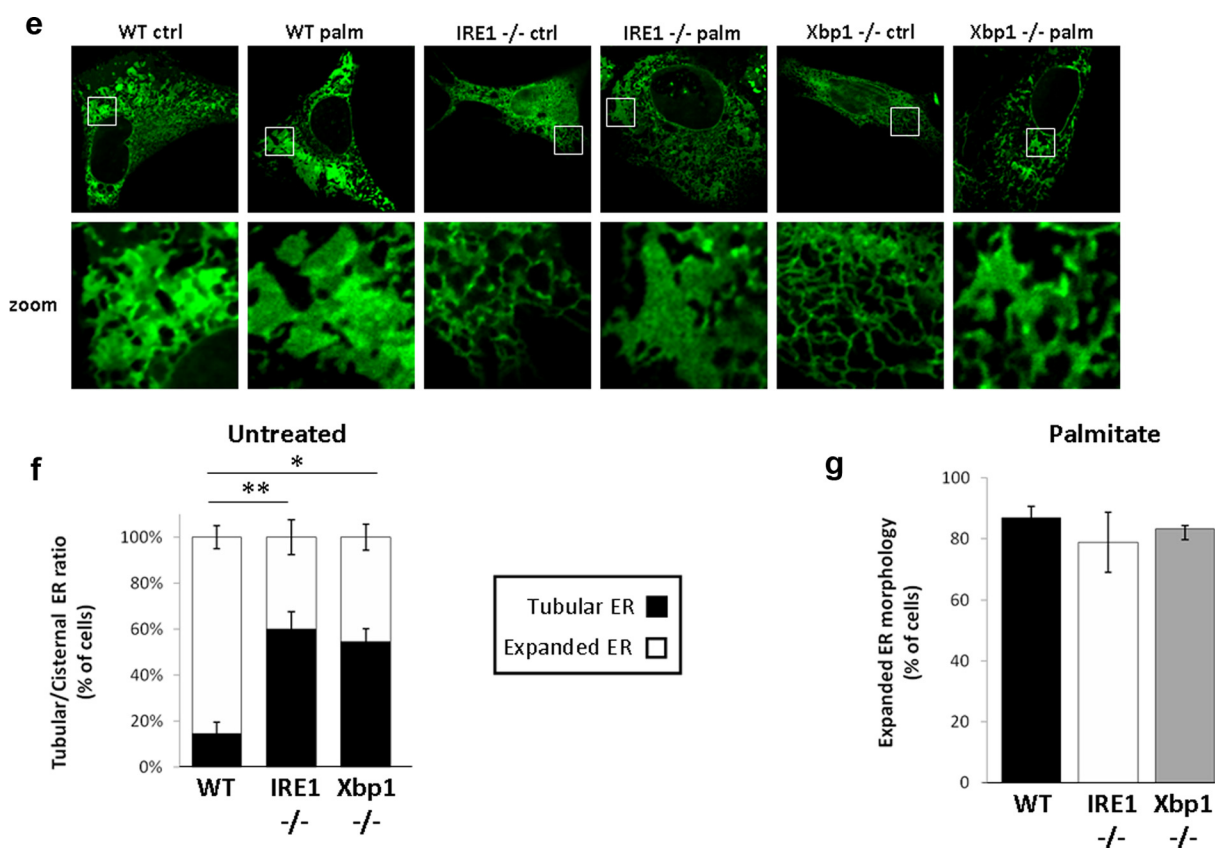 e
WT ctrl
WT palm
IRE1 -/- ctrl
IRE1 -/- palm
Xbp1 -/- ctrl
Xbp1 -/- palm
zoom
f
Untreated
*
**
Tubular/Cisternal ER ratio
(% of cells)
100%
80%
60%
40%
20%
0%
WT
IRE1
-/-
Xbp1
-/-
Tubular ER
Expanded ER
g
Palmitate
Expanded ER morphology
(% of cells)
100
80
60
40
20
0
WT
IRE1
-/-
Xbp1
-/-